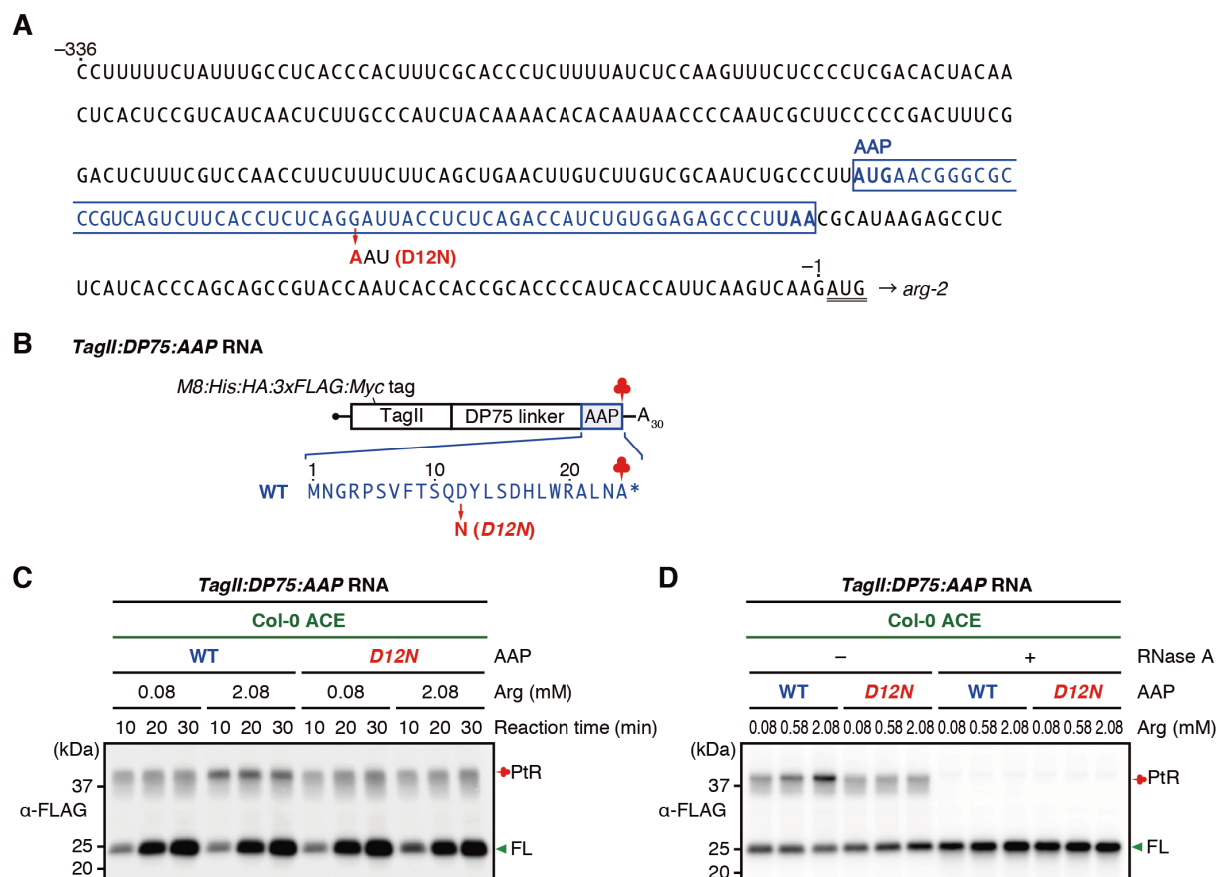 A
–336
CCUUUUUCUAUUUGCCUCACCCACUUUCGCACCCUCUUUUAUCUCCAAGUUUCUCCCCUCGACACUACAA
CUCACUCCGUCAUCAACUCUUGCCCAUCUACAAAACACACAAUAACCCCAAUCGCUUCCCCCGACUUUCG
AAP
GACUCUUUCGUCCAACCUUCUUUCUUCAGCUGAACUUGUCUUGUCGCAAUCUGCCCUUAUGAACGGGCGC
CCGUCAGUCUUCACCUCUCAGGAUUACCUCUCAGACCAUCUGUGGAGAGCCCUUAACGCAUAAGAGCCUC
AAU (D12N)
–1
UCAUCACCCAGCAGCCGUACCAAUCACCACCGCACCCCAUCACCAUUCAAGUCAAGAUG → arg-2
B TagII:DP75:AAP RNA
M8:His:HA:3xFLAG:Myc tag
TagII DP75 linker AAP A30
1 10 20
WT MNGRPSVFTSQDYLSDHLWRALNA*
N (D12N)
C
TagII:DP75:AAP RNA
Col-0 ACE
WT D12N AAP
0.08 2.08 0.08 2.08 Arg (mM)
10 20 30 10 20 30 10 20 30 10 20 30 Reaction time (min)
(kDa)
PtR
37
α-FLAG
25 FL
20
D
TagII:DP75:AAP RNA
Col-0 ACE
– + RNase A
WT D12N WT D12N AAP
0.08 0.58 2.08 0.08 0.58 2.08 0.08 0.58 2.08 0.08 0.58 2.08 Arg (mM)
(kDa)
PtR
37
α-FLAG
25 FL
20